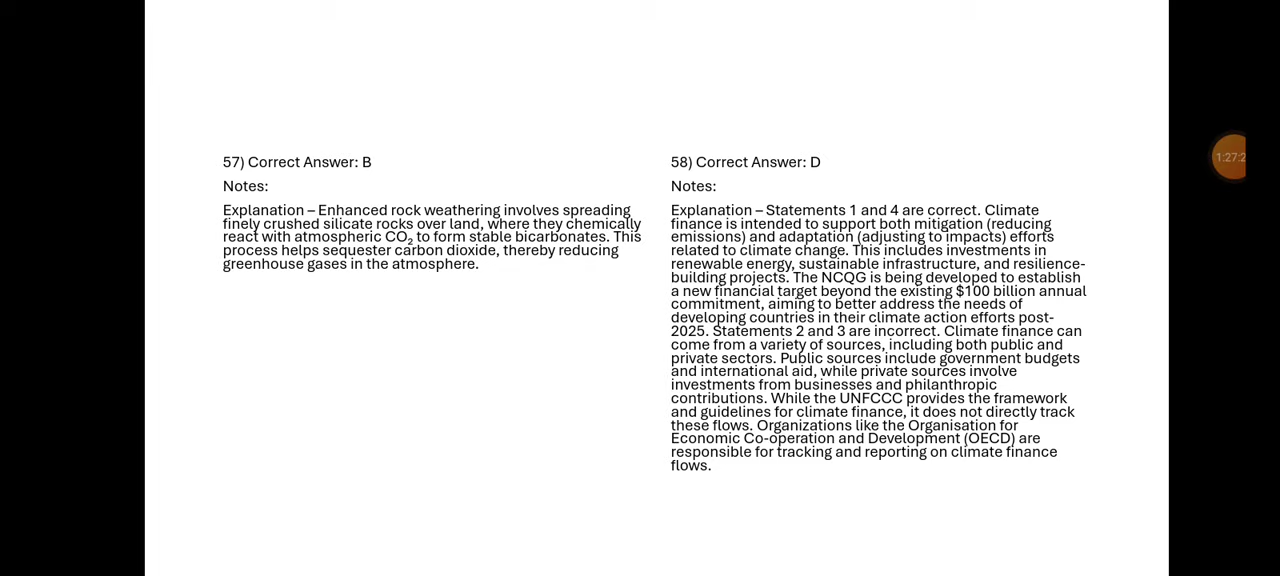 57) Correct Answer: B
Notes:
Explanation – Enhanced rock weathering involves spreading
finely crushed silicate rocks over land, where they chemically
react with atmospheric CO₂ to form stable bicarbonates. This
process helps sequester carbon dioxide, thereby reducing
greenhouse gases in the atmosphere.
58) Correct Answer: D
Notes:
Explanation – Statements 1 and 4 are correct. Climate
finance is intended to support both mitigation (reducing
emissions) and adaptation (adjusting to impacts) efforts
related to climate change. This includes investments in
renewable energy, sustainable infrastructure, and resilience-
building projects. The NCQG is being developed to establish
a new financial target beyond the existing $100 billion annual
commitment, aiming to better address the needs of
developing countries in their climate action efforts post-
2025. Statements 2 and 3 are incorrect. Climate finance can
come from a variety of sources, including both public and
private sectors. Public sources include government budgets
and international aid, while private sources involve
investments from businesses and philanthropic
contributions. While the UNFCCC provides the framework
and guidelines for climate finance, it does not directly track
these flows. Organizations like the Organisation for
Economic Co-operation and Development (OECD) are
responsible for tracking and reporting on climate finance
flows.
1:27:2